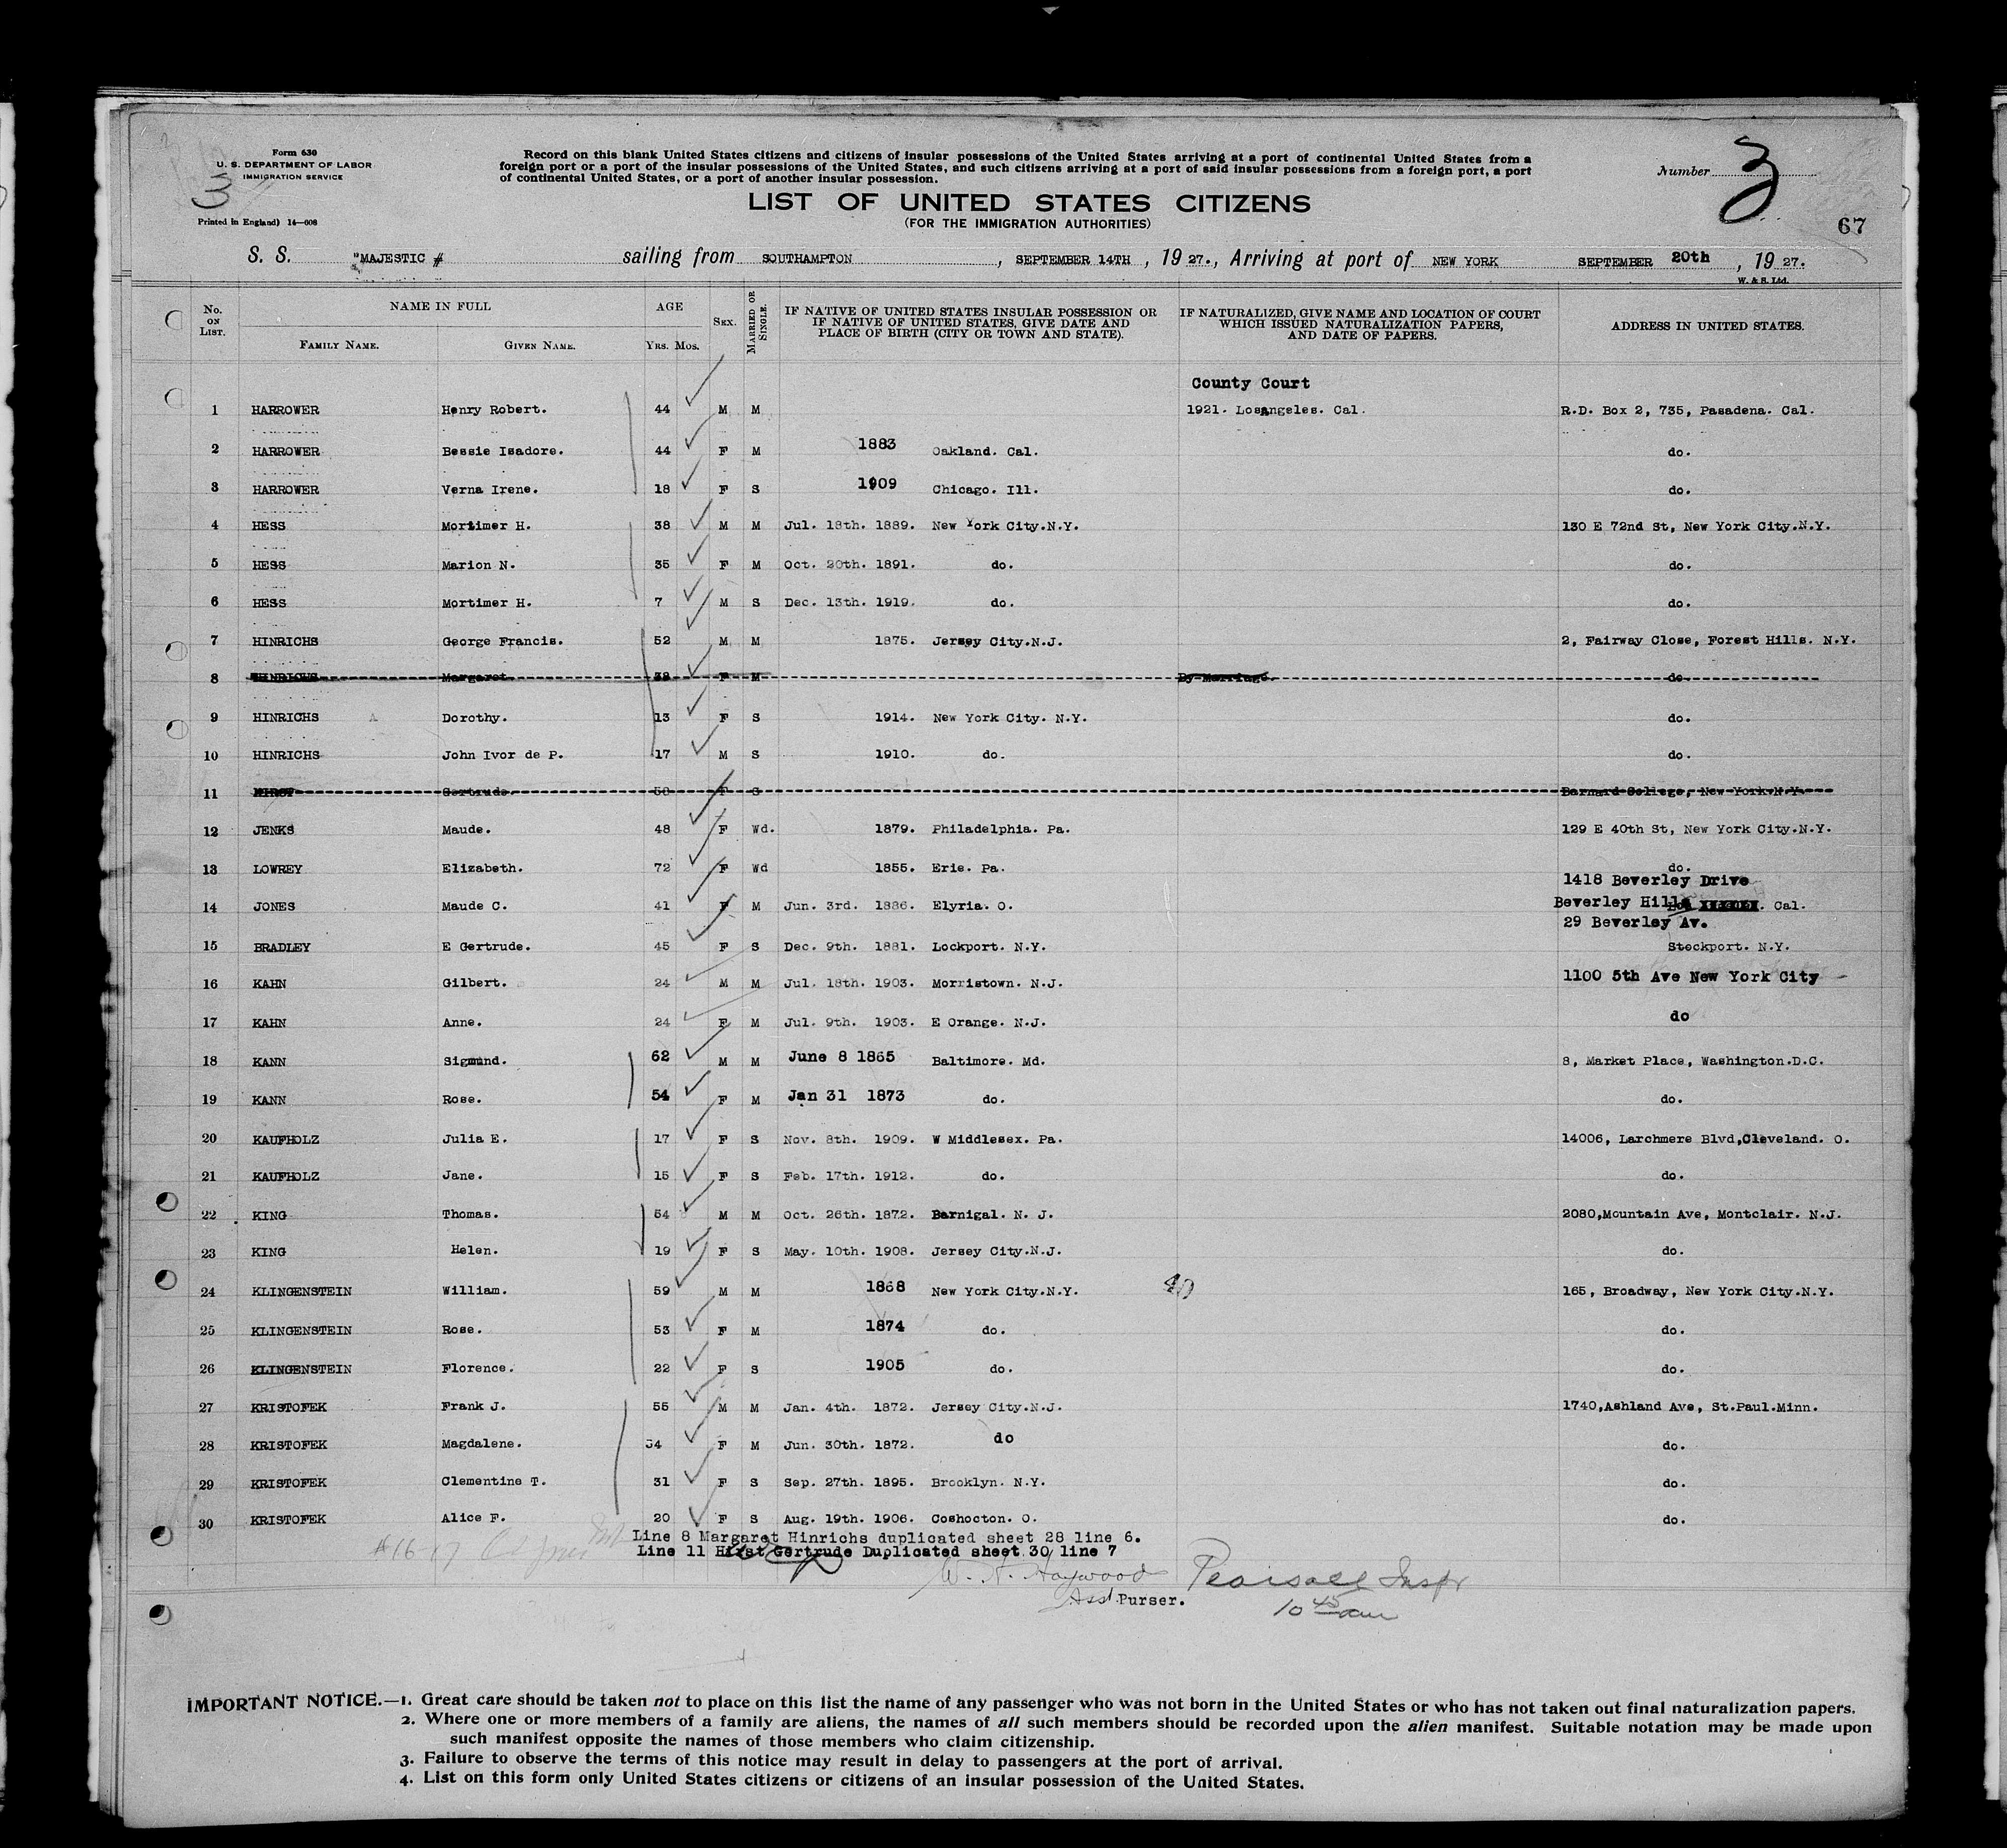 Form 630
U. S. DEPARTMENT OF LABOR
IMMIGRATION SERVICE
3
Printed in England) 14—608
Record on this blank United States citizens and citizens of insular possessions of the United States arriving at a port of continental United States from a
foreign port or a port of the insular possessions of the United States, and such citizens arriving at a port of said insular possessions from a foreign port, a port
of continental United States, or a port of another insular possession.
Number 3
67
LIST OF UNITED STATES CITIZENS
(FOR THE IMMIGRATION AUTHORITIES)
S. S. "MAJESTIC # sailing from SOUTHAMPTON , SEPTEMBER 14TH , 19 27., Arriving at port of NEW YORK SEPTEMBER 20th , 19 27.
W. & S. Ltd.
No. ON LIST. NAME IN FULL FAMILY NAME. GIVEN NAME. AGE YRS. MOS. SEX. MARRIED OR SINGLE. IF NATIVE OF UNITED STATES INSULAR POSSESSION OR IF NATIVE OF UNITED STATES, GIVE DATE AND PLACE OF BIRTH (CITY OR TOWN AND STATE). IF NATURALIZED, GIVE NAME AND LOCATION OF COURT WHICH ISSUED NATURALIZATION PAPERS, AND DATE OF PAPERS. ADDRESS IN UNITED STATES.
County Court
1 HARROWER Henry Robert. 44 M M 1921. Losangeles. Cal. R.D. Box 2, 735, Pasadena. Cal.
2 HARROWER Bessie Isadore. 44 F M 1883 Oakland. Cal. do.
3 HARROWER Verna Irene. 18 F S 1909 Chicago. Ill. do.
4 HESS Mortimer H. 38 M M Jul. 18th. 1889. New York City.N.Y. 130 E 72nd St, New York City.N.Y.
5 HESS Marion N. 35 F M Oct. 20th. 1891. do. do.
6 HESS Mortimer H. 7 M S Dec. 13th. 1919. do. do.
7 HINRICHS George Francis. 52 M M 1875. Jersey City.N.J. 2, Fairway Close, Forest Hills. N.Y.
8 HINRICHS Margaret 38 F M By Marriage. do.
9 HINRICHS Dorothy. 13 F S 1914. New York City. N.Y. do.
10 HINRICHS John Ivor de P. 17 M S 1910. do. do.
11 HIRST Gertrude. 58 F S Barnard College, New York N.Y.
12 JENKS Maude. 48 F Wd. 1879. Philadelphia. Pa. 129 E 40th St, New York City.N.Y.
13 LOWREY Elizabeth. 72 F Wd 1855. Erie. Pa. do.
1418 Beverley Drive
14 JONES Maude C. 41 F M Jun. 3rd. 1886. Elyria. O. Beverley Hills . Cal.
29 Beverley Av.
15 BRADLEY E Gertrude. 45 F S Dec. 9th. 1881. Lockport. N.Y. Stockport. N.Y.
16 KAHN Gilbert. 24 M M Jul. 18th. 1903. Morristown. N.J. 1100 5th Ave New York City
17 KAHN Anne. 24 F M Jul. 9th. 1903. E Orange. N.J. do
18 KANN Sigmund. 62 M M June 8 1865 Baltimore. Md. 8, Market Place, Washington.D.C.
19 KANN Rose. 54 F M Jan 31 1873 do. do.
20 KAUFHOLZ Julia E. 17 F S Nov. 8th. 1909. W Middlesex. Pa. 14006, Larchmere Blvd,Cleveland. O.
21 KAUFHOLZ Jane. 15 F S Feb. 17th. 1912. do. do.
22 KING Thomas. 54 M M Oct. 26th. 1872. Barnigal. N. J. 2080,Mountain Ave, Montclair. N.J.
23 KING Helen. 19 F S May. 10th. 1908. Jersey City.N.J. do.
24 KLINGENSTEIN William. 59 M M 1868 New York City.N.Y. 40 165, Broadway, New York City.N.Y.
25 KLINGENSTEIN Rose. 53 F M 1874 do. do.
26 KLINGENSTEIN Florence. 22 F S 1905 do. do.
27 KRISTOFEK Frank J. 55 M M Jan. 4th. 1872. Jersey City.N.J. 1740,Ashland Ave, St.Paul.Minn.
28 KRISTOFEK Magdalene. 54 F M Jun. 30th. 1872. do do.
29 KRISTOFEK Clementine T. 31 F S Sep. 27th. 1895. Brooklyn. N.Y. do.
30 KRISTOFEK Alice F. 20 F S Aug. 19th. 1906. Coshocton. O. do.
Line 8 Margaret Hinrichs duplicated sheet 28 line 6.
#16-17
Line 11 Hirst Gertrude Duplicated sheet 30 line 7
W. A. Haywood Pearsall Inspr
Asst Purser. 10 45 am
IMPORTANT NOTICE.—1. Great care should be taken not to place on this list the name of any passenger who was not born in the United States or who has not taken out final naturalization papers.
2. Where one or more members of a family are aliens, the names of all such members should be recorded upon the alien manifest. Suitable notation may be made upon
such manifest opposite the names of those members who claim citizenship.
3. Failure to observe the terms of this notice may result in delay to passengers at the port of arrival.
4. List on this form only United States citizens or citizens of an insular possession of the United States.